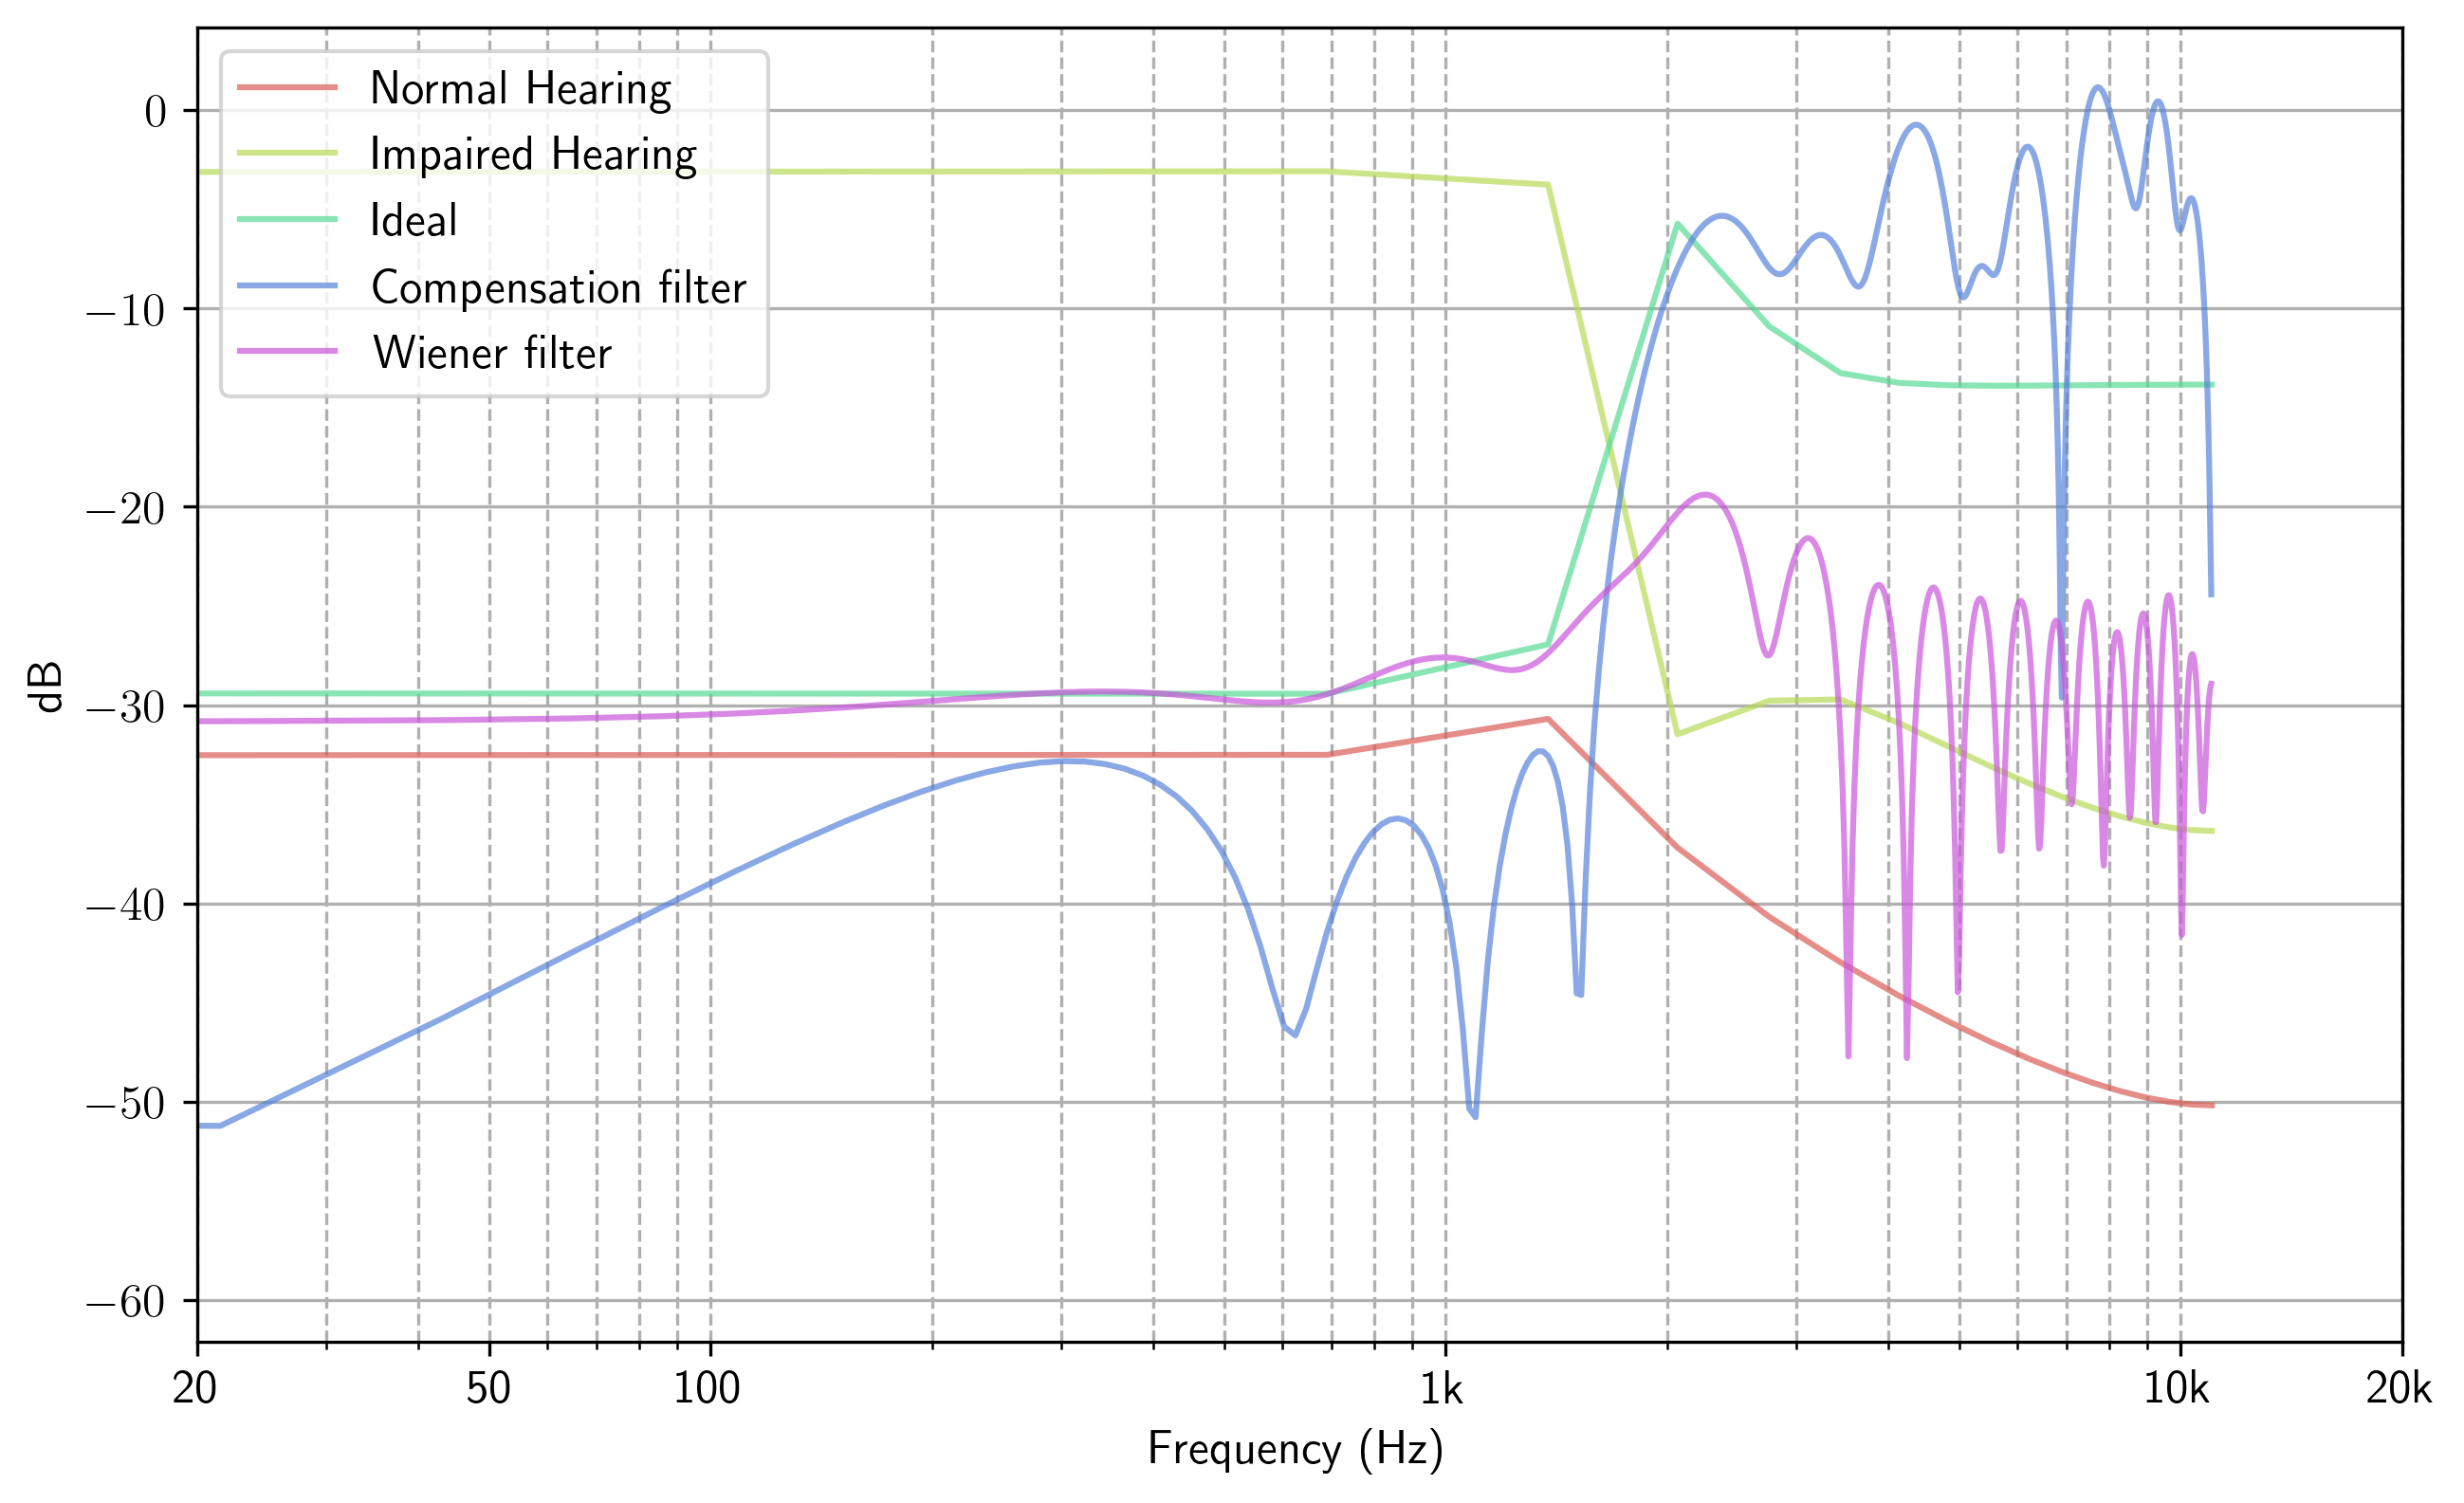 Normal Hearing
Impaired Hearing
Ideal
Compensation filter
Wiener filter
0
−10
−20
−30
−40
−50
−60
dB
20 50 100 1k 10k 20k
Frequency (Hz)